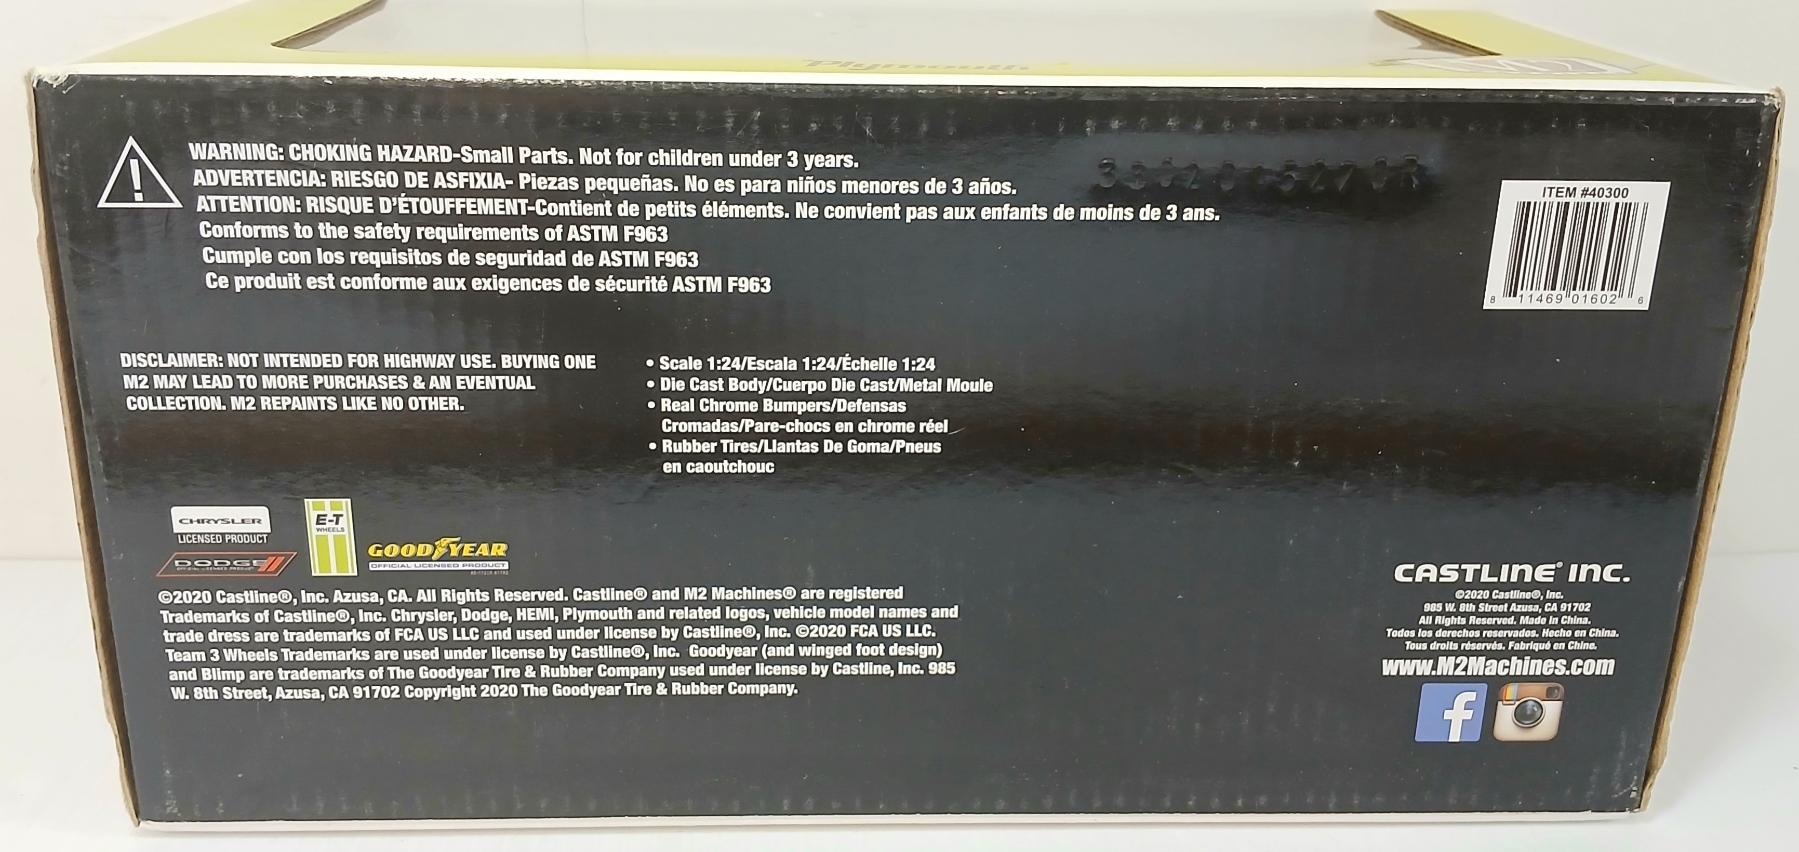 Plymouth
WARNING: CHOKING HAZARD-Small Parts. Not for children under 3 years.
ADVERTENCIA: RIESGO DE ASFIXIA- Piezas pequeñas. No es para niños menores de 3 años.
ATTENTION: RISQUE D'ÉTOUFFEMENT-Contient de petits éléments. Ne convient pas aux enfants de moins de 3 ans.
Conforms to the safety requirements of ASTM F963
Cumple con los requisitos de seguridad de ASTM F963
Ce produit est conforme aux exigences de sécurité ASTM F963
ITEM #40300
8 11469 01602 6
DISCLAIMER: NOT INTENDED FOR HIGHWAY USE. BUYING ONE
M2 MAY LEAD TO MORE PURCHASES & AN EVENTUAL
COLLECTION. M2 REPAINTS LIKE NO OTHER.
• Scale 1:24/Escala 1:24/Échelle 1:24
• Die Cast Body/Cuerpo Die Cast/Metal Moule
• Real Chrome Bumpers/Defensas
Cromadas/Pare-chocs en chrome réel
• Rubber Tires/Llantas De Goma/Pneus
en caoutchouc
CHRYSLER
LICENSED PRODUCT
DODGE
E-T
WHEELS
GOODYEAR
OFFICIAL LICENSED PRODUCT
©2020 Castline®, Inc. Azusa, CA. All Rights Reserved. Castline® and M2 Machines® are registered
Trademarks of Castline®, Inc. Chrysler, Dodge, HEMI, Plymouth and related logos, vehicle model names and
trade dress are trademarks of FCA US LLC and used under license by Castline®, Inc. ©2020 FCA US LLC.
Team 3 Wheels Trademarks are used under license by Castline®, Inc. Goodyear (and winged foot design)
and Blimp are trademarks of The Goodyear Tire & Rubber Company used under license by Castline, Inc. 985
W. 8th Street, Azusa, CA 91702 Copyright 2020 The Goodyear Tire & Rubber Company.
CASTLINE® INC.
©2020 Castline®, Inc.
985 W. 8th Street Azusa, CA 91702
All Rights Reserved. Made in China.
Todos los derechos reservados. Hecho en China.
Tous droits réservés. Fabriqué en Chine.
www.M2Machines.com
f